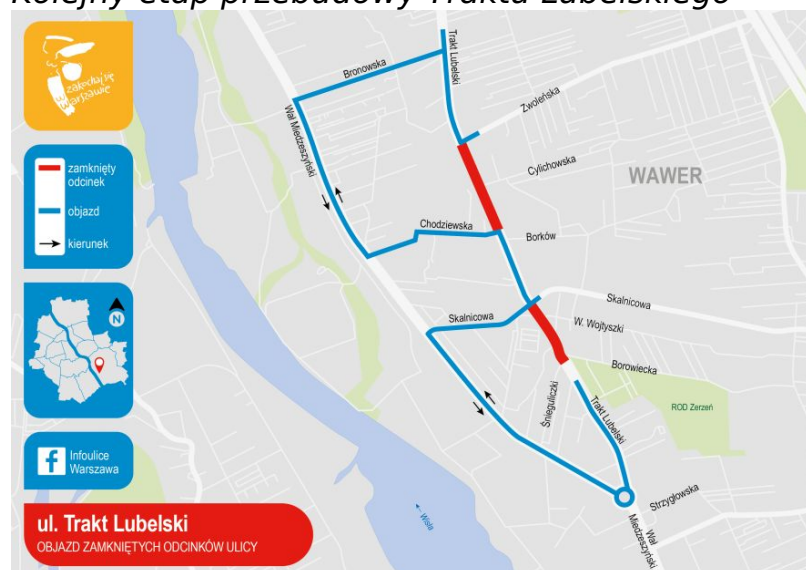 Kolejny etap przebudowy Traktu Lubelskiego
zakochaj się
w Warszawie
zamknięty
odcinek
objazd
kierunek
N
f Infoulice
Warszawa
ul. Trakt Lubelski
OBJAZD ZAMKNIĘTYCH ODCINKÓW ULICY
Trakt Lubelski
Bronowska
Zwoleńska
Wał Miedzeszyński
Cylichowska
WAWER
Chodziewska
Borków
Skalnicowa
Skalnicowa
W. Wojtyszki
Borowiecka
Śnieguliczki
Trakt Lubelski
ROD Zerzeń
Strzygłowska
Wał
Miedzeszyński
Wisła